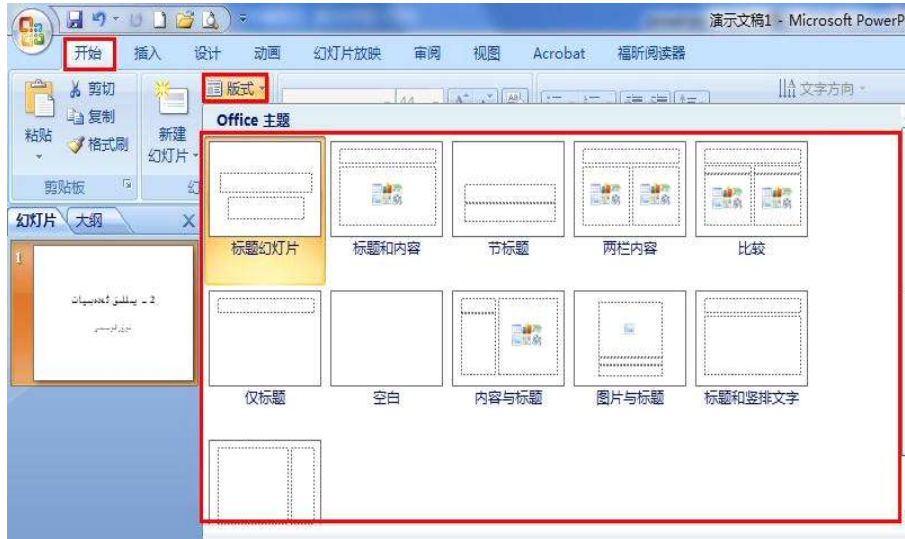 演示文稿1 - Microsoft PowerP
开始 插入 设计 动画 幻灯片放映 审阅 视图 Acrobat 福昕阅读器
剪切
复制
格式刷
粘贴
新建
幻灯片
版式
44
文字方向
剪贴板
Office 主题
标题幻灯片 标题和内容 节标题 两栏内容 比较
仅标题 空白 内容与标题 图片与标题 标题和竖排文字
幻灯片 大纲
1
2 ـ يىللىق ئەدەبىيات